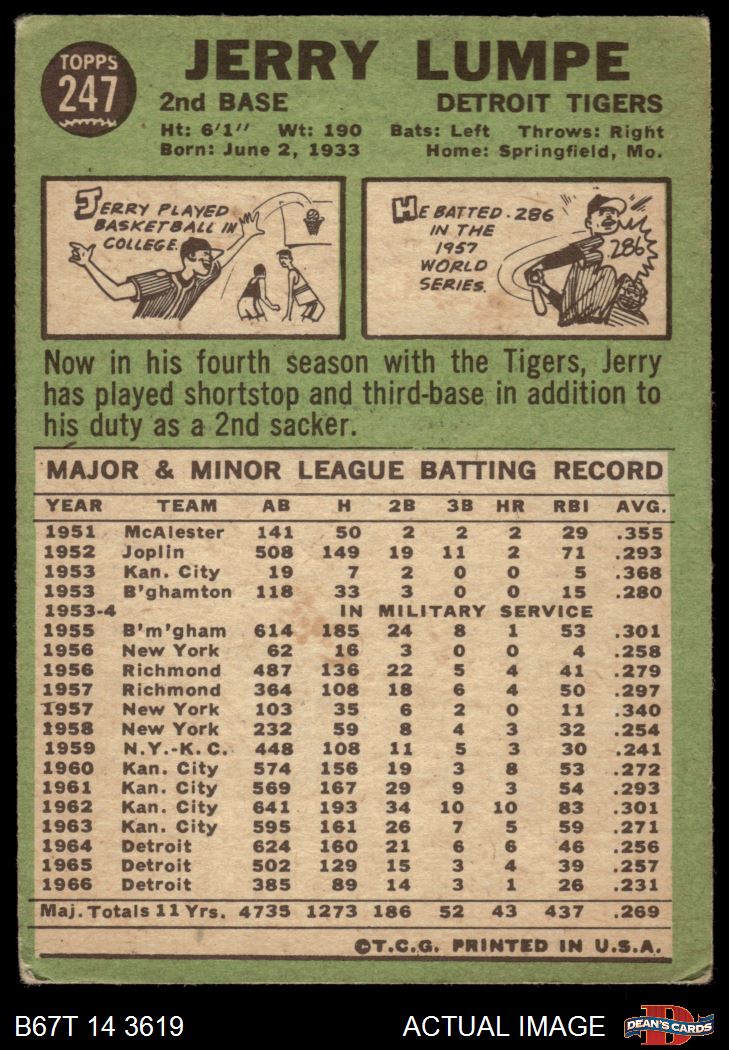 TOPPS
247
JERRY LUMPE
2nd BASE DETROIT TIGERS
Ht: 6'1" Wt: 190 Bats: Left Throws: Right
Born: June 2, 1933 Home: Springfield, Mo.
JERRY PLAYED
BASKETBALL IN
COLLEGE.
HE BATTED .286
IN THE
1957
WORLD
SERIES.
.286
Now in his fourth season with the Tigers, Jerry
has played shortstop and third-base in addition to
his duty as a 2nd sacker.
MAJOR & MINOR LEAGUE BATTING RECORD
YEAR TEAM AB H 2B 3B HR RBI AVG.
1951 McAlester 141 50 2 2 2 29 .355
1952 Joplin 508 149 19 11 2 71 .293
1953 Kan. City 19 7 2 0 0 5 .368
1953 B'ghamton 118 33 3 0 0 15 .280
1953-4 IN MILITARY SERVICE
1955 B'm'gham 614 185 24 8 1 53 .301
1956 New York 62 16 3 0 0 4 .258
1956 Richmond 487 136 22 5 4 41 .279
1957 Richmond 364 108 18 6 4 50 .297
1957 New York 103 35 6 2 0 11 .340
1958 New York 232 59 8 4 3 32 .254
1959 N.Y.-K.C. 448 108 11 5 3 30 .241
1960 Kan. City 574 156 19 3 8 53 .272
1961 Kan. City 569 167 29 9 3 54 .293
1962 Kan. City 641 193 34 10 10 83 .301
1963 Kan. City 595 161 26 7 5 59 .271
1964 Detroit 624 160 21 6 6 46 .256
1965 Detroit 502 129 15 3 4 39 .257
1966 Detroit 385 89 14 3 1 26 .231
Maj. Totals 11 Yrs. 4735 1273 186 52 43 437 .269
©T.C.G. PRINTED IN U.S.A.
B67T 14 3619 ACTUAL IMAGE DEAN'S CARDS